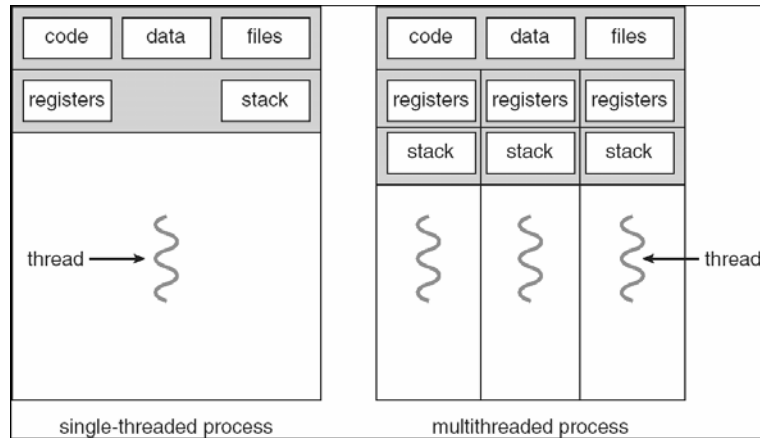 code data files code data files
registers stack registers registers registers
stack stack stack
thread thread
single-threaded process multithreaded process